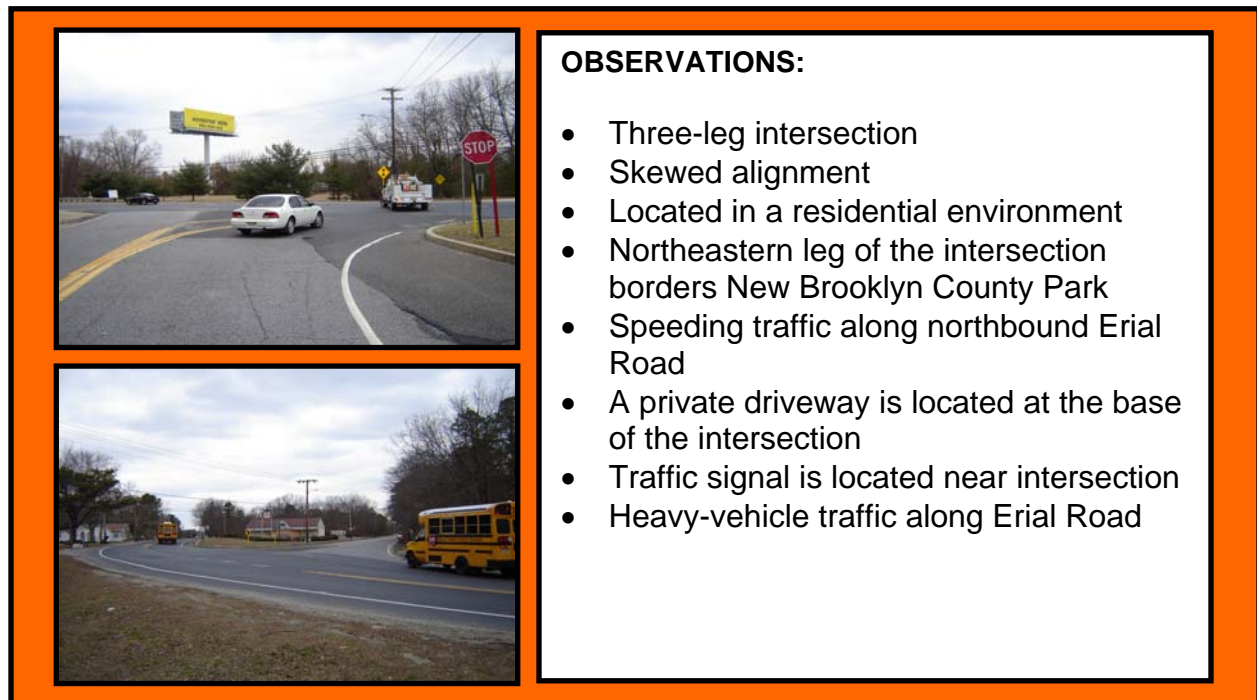 ADVERTISE HERE
STOP
OBSERVATIONS:
• Three-leg intersection
• Skewed alignment
• Located in a residential environment
• Northeastern leg of the intersection
borders New Brooklyn County Park
• Speeding traffic along northbound Erial
Road
• A private driveway is located at the base
of the intersection
• Traffic signal is located near intersection
• Heavy-vehicle traffic along Erial Road